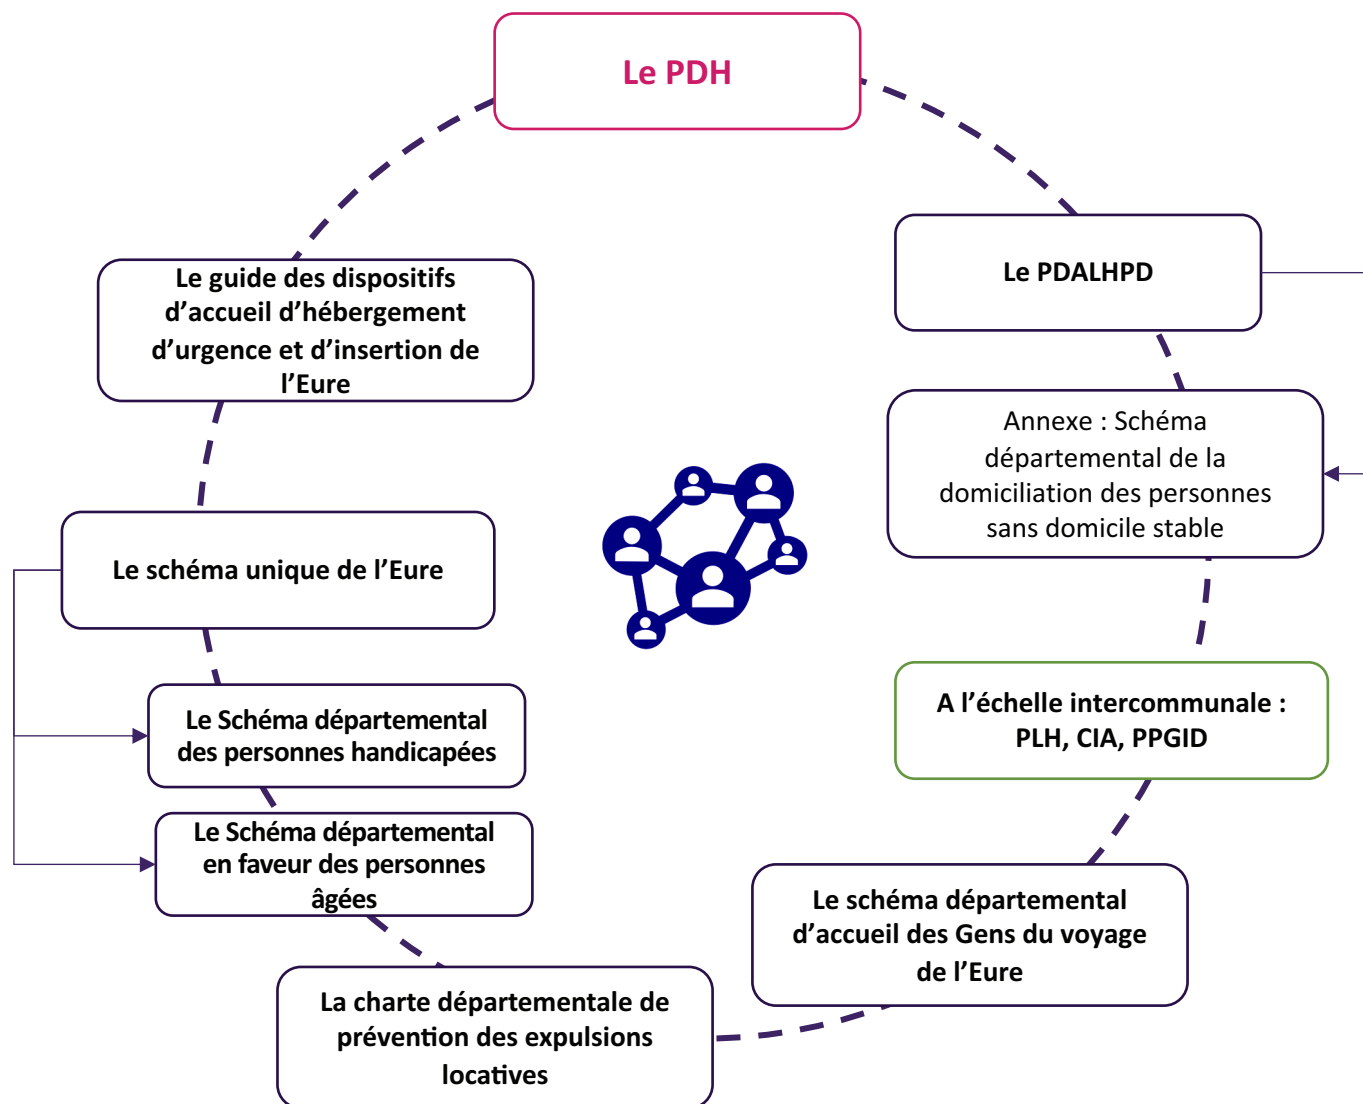 Le PDH
Le guide des dispositifs
d’accueil d’hébergement
d’urgence et d’insertion de
l’Eure
Le PDALHPD
Annexe : Schéma
départemental de la
domiciliation des personnes
sans domicile stable
Le schéma unique de l’Eure
A l’échelle intercommunale :
PLH, CIA, PPGID
Le Schéma départemental
des personnes handicapées
Le Schéma départemental
en faveur des personnes
âgées
Le schéma départemental
d’accueil des Gens du voyage
de l’Eure
La charte départementale de
prévention des expulsions
locatives